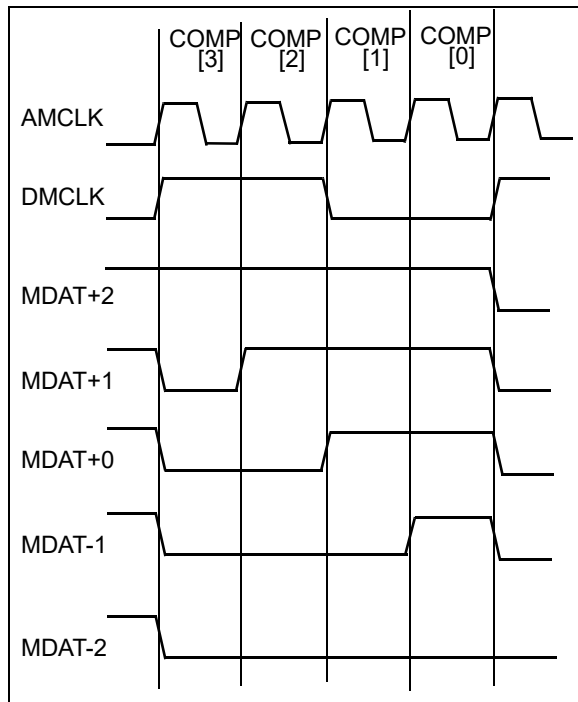 COMP COMP COMP COMP
[3] [2] [1] [0]
AMCLK
DMCLK
MDAT+2
MDAT+1
MDAT+0
MDAT-1
MDAT-2